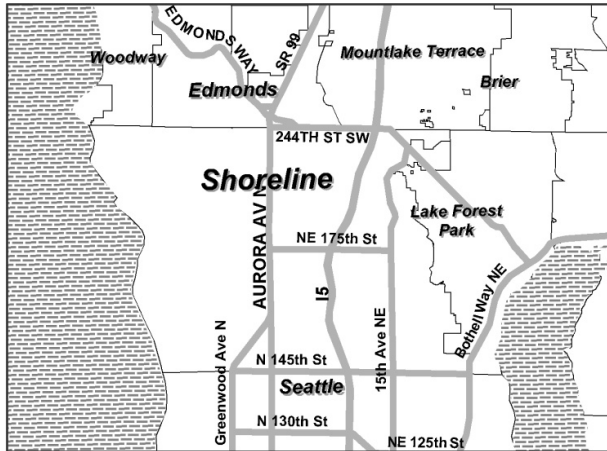 EDMONDS WAY
SR 99
Mountlake Terrace
Woodway
Brier
Edmonds
244TH ST SW
Shoreline
AURORA AV N
Lake Forest
Park
NE 175th St
I5
Bothell Way NE
15th Ave NE
Greenwood Ave N
N 145th St
Seattle
N 130th St
NE 125th St